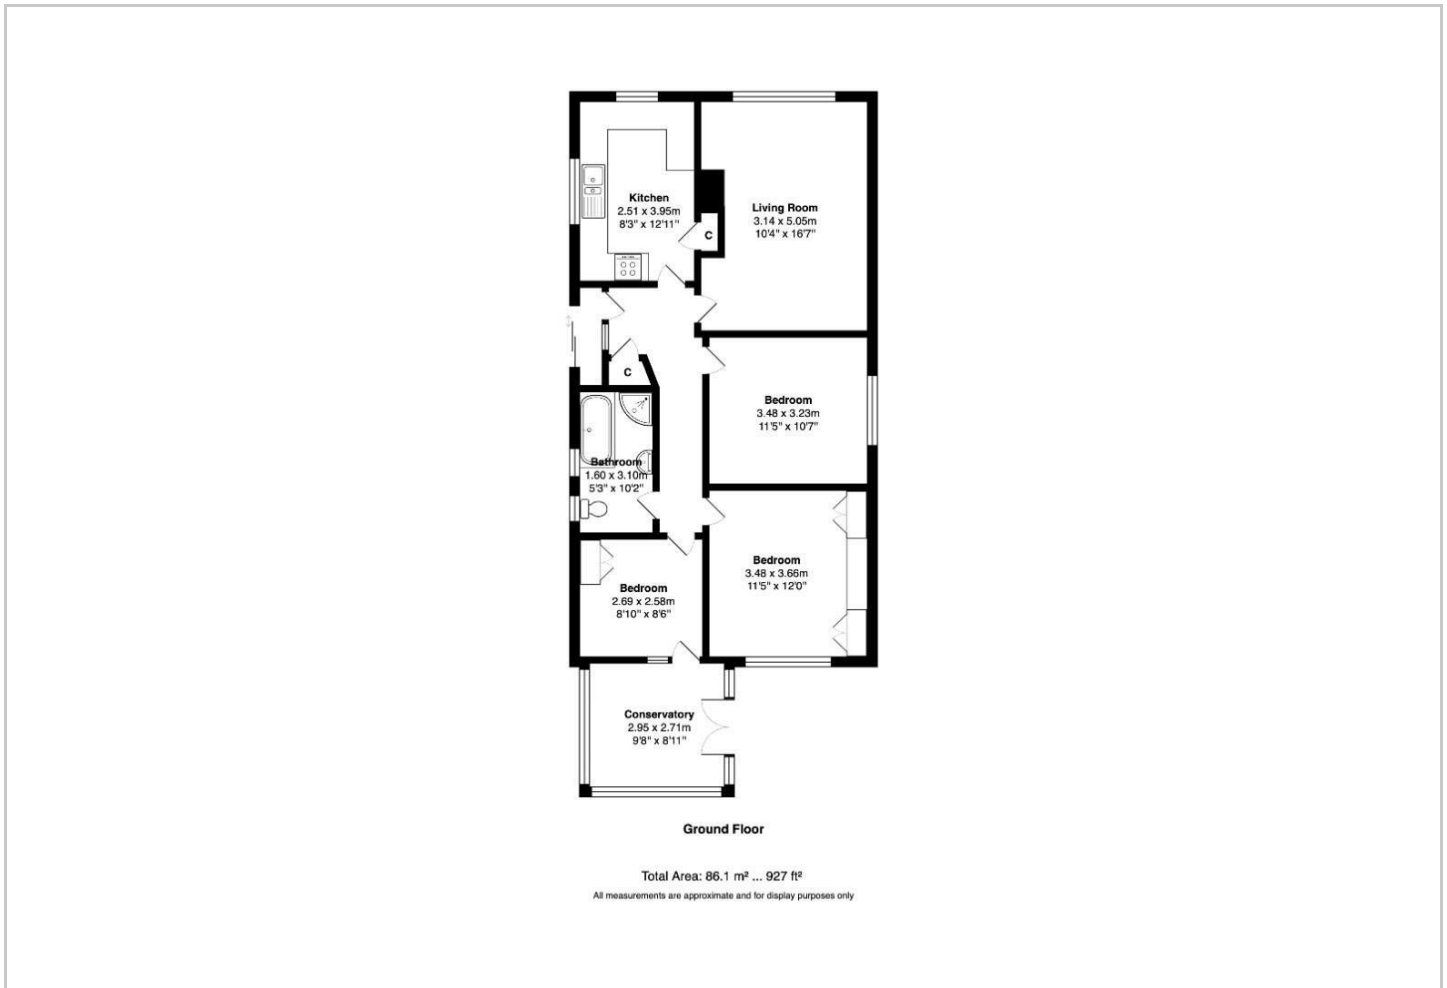 Kitchen
2.51 x 3.95m
8'3" x 12'11"
C
Living Room
3.14 x 5.05m
10'4" x 16'7"
C
Bedroom
3.48 x 3.23m
11'5" x 10'7"
Bathroom
1.60 x 3.10m
5'3" x 10'2"
Bedroom
3.48 x 3.66m
11'5" x 12'0"
Bedroom
2.69 x 2.58m
8'10" x 8'6"
Conservatory
2.95 x 2.71m
9'8" x 8'11"
Ground Floor
Total Area: 86.1 m² ... 927 ft²
All measurements are approximate and for display purposes only